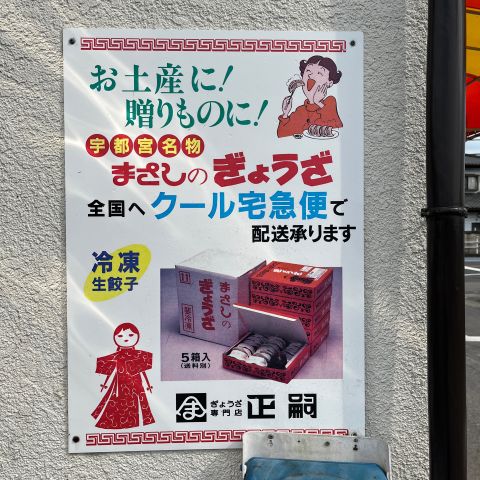 お土産に!
贈りものに!
宇都宮名物
まさしのぎょうざ
全国へクール宅急便で
配送承ります
冷凍
生餃子
まさしの
ぎょうざ
要冷凍
5箱入
(送料別)
ぎょうざ
専門店
正嗣